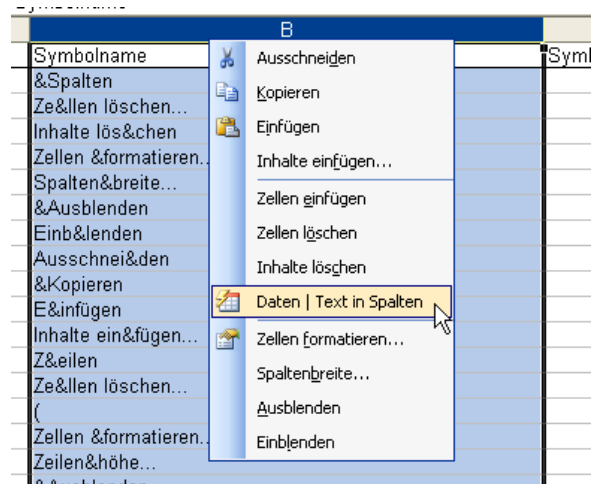 Symbolname
B
Symbolname
&Spalten
Ze&llen löschen...
Inhalte lös&chen
Zellen &formatieren..
Spalten&breite...
&Ausblenden
Einb&lenden
Ausschnei&den
&Kopieren
E&infügen
Inhalte ein&fügen...
Z&eilen
Ze&llen löschen...
(
Zellen &formatieren..
Zeilen&höhe...
Ausschneiden
Kopieren
Einfügen
Inhalte einfügen...
Zellen einfügen
Zellen löschen
Inhalte löschen
Daten | Text in Spalten
Zellen formatieren...
Spaltenbreite...
Ausblenden
Einblenden